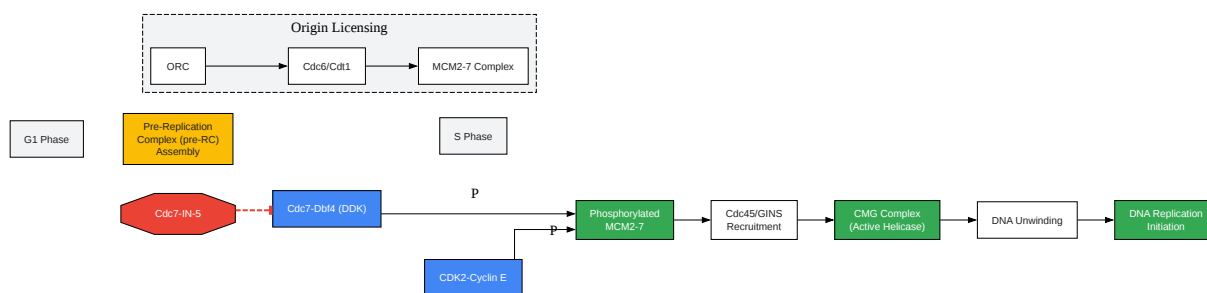 Origin Licensing
ORC
Cdc6/Cdt1
MCM2-7 Complex
G1 Phase
Pre-Replication
Complex (pre-RC)
Assembly
S Phase
Cdc7-IN-5
Cdc7-Dbf4 (DDK)
P
Phosphorylated
MCM2-7
Cdc45/GINS
Recruitment
CMG Complex
(Active Helicase)
DNA Unwinding
DNA Replication
Initiation
P
CDK2-Cyclin E